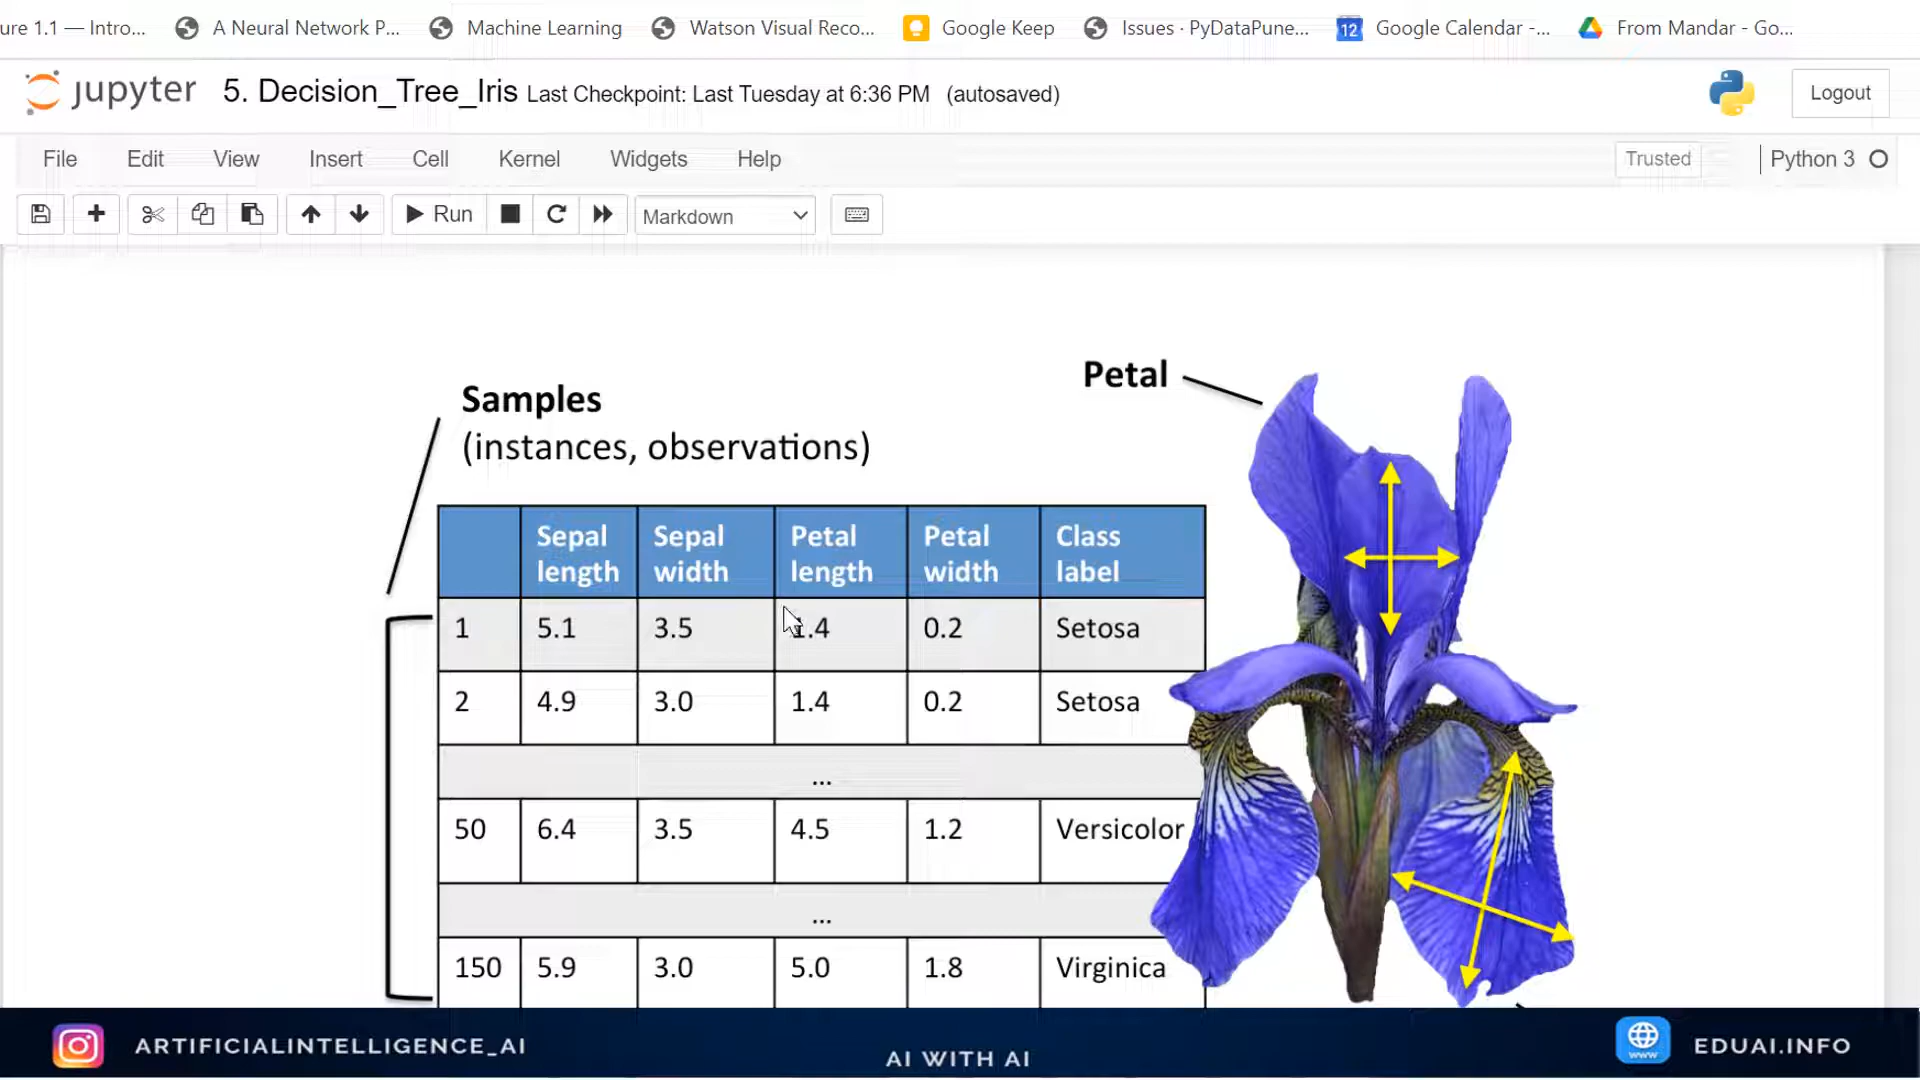 ure 1.1 — Intro... A Neural Network P... Machine Learning Watson Visual Reco... Google Keep Issues · PyDataPune... 12 Google Calendar -... From Mandar - Go...
jupyter 5. Decision_Tree_Iris Last Checkpoint: Last Tuesday at 6:36 PM (autosaved) Logout
File Edit View Insert Cell Kernel Widgets Help Trusted Python 3
Run Markdown
Petal
Samples
(instances, observations)
Sepal length Sepal width Petal length Petal width Class label
1 5.1 3.5 1.4 0.2 Setosa
2 4.9 3.0 1.4 0.2 Setosa
...
50 6.4 3.5 4.5 1.2 Versicolor
...
150 5.9 3.0 5.0 1.8 Virginica
ARTIFICIALINTELLIGENCE_AI AI WITH AI www EDUAI.INFO